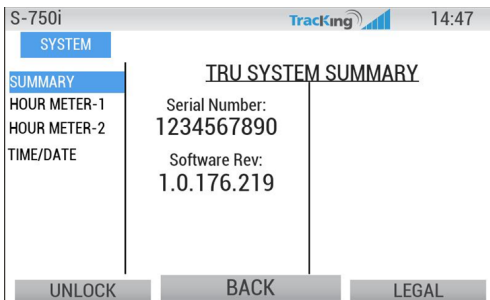 S-750i
TracKing
14:47
SYSTEM
SUMMARY
HOUR METER-1
HOUR METER-2
TIME/DATE
TRU SYSTEM SUMMARY
Serial Number:
1234567890
Software Rev:
1.0.176.219
UNLOCK
BACK
LEGAL